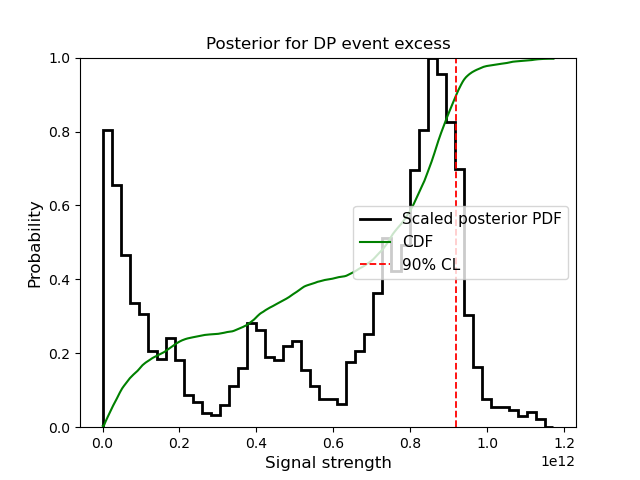 Posterior for DP event excess
1.0
0.8
0.6
0.4
0.2
0.0
Probability
Scaled posterior PDF
CDF
90% CL
0.0 0.2 0.4 0.6 0.8 1.0 1.2
1e12
Signal strength